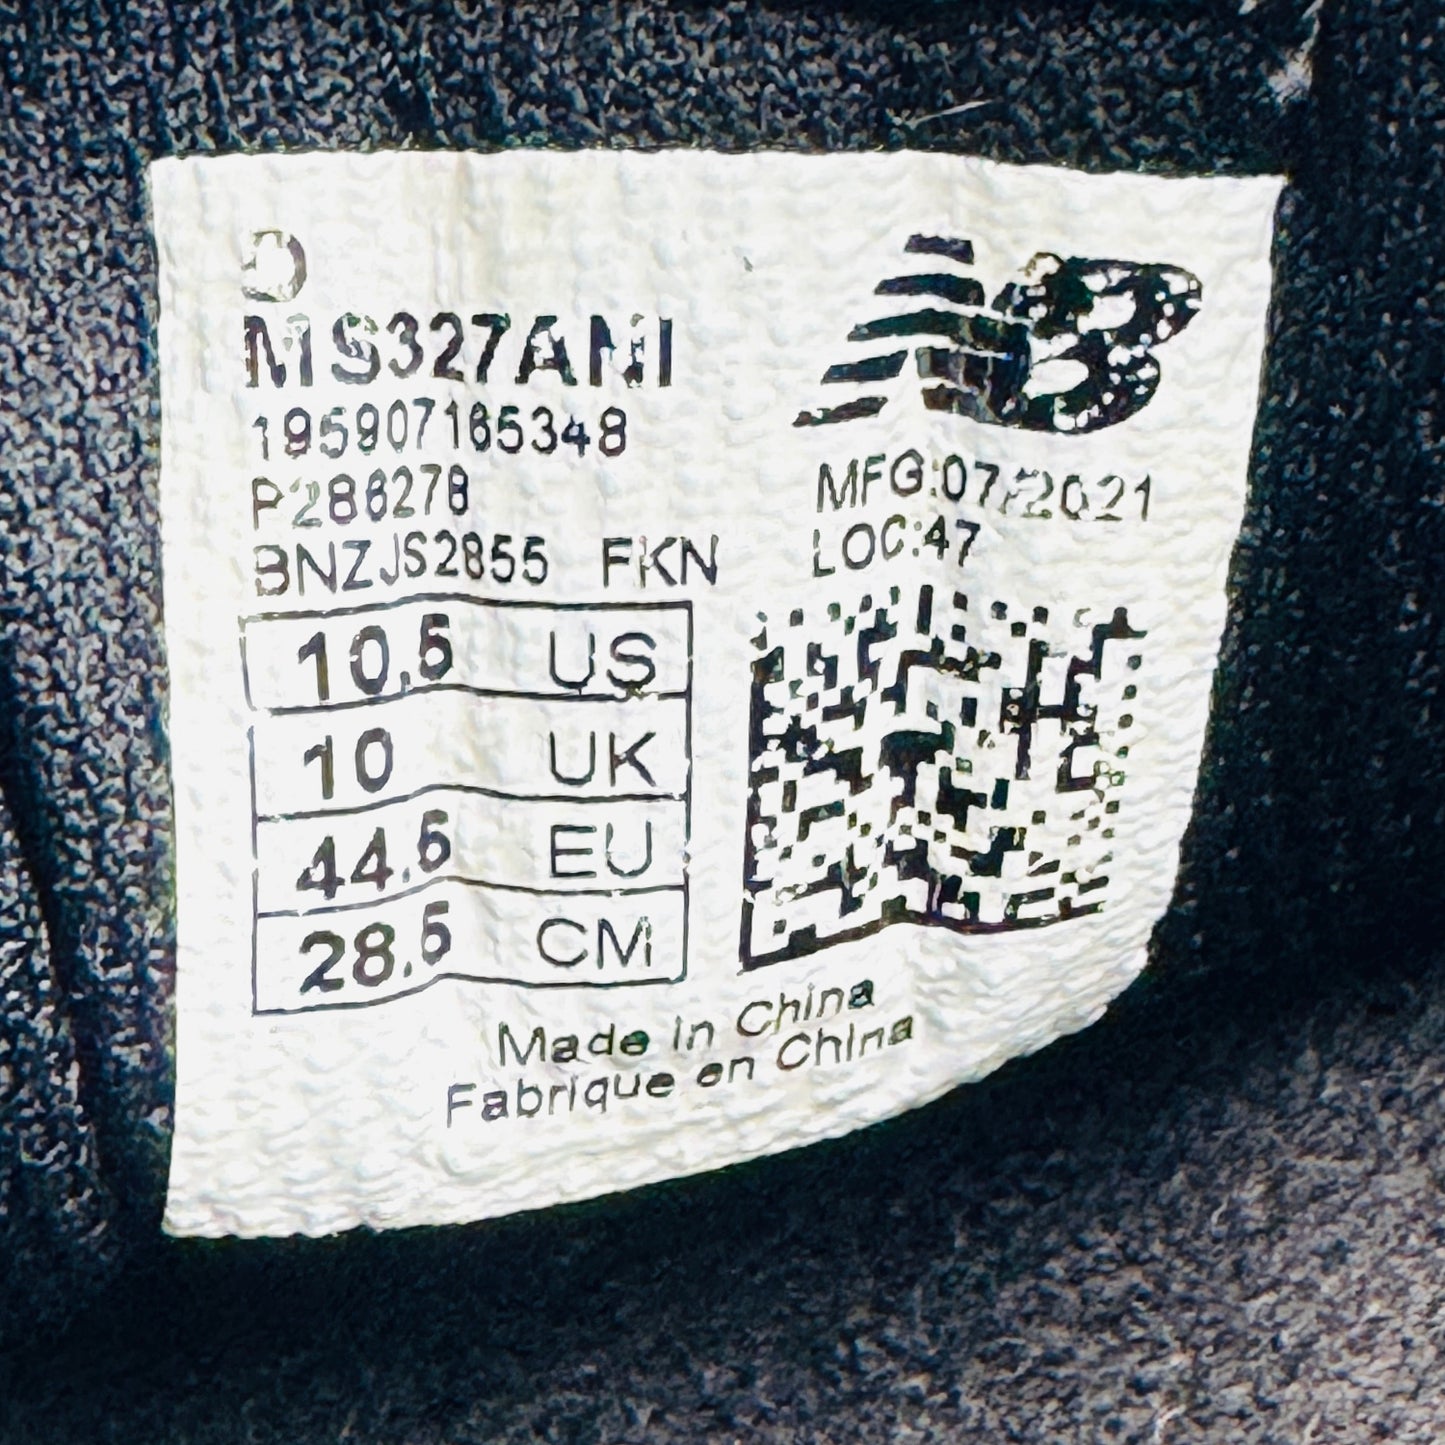 D
MS327ANI
195907165348
P286278
BNZJS2855 FKN
10.5 US
10 UK
44.5 EU
28.5 CM
NB
MFG:07/2021
LOC:47
Made in China
Fabrique en China